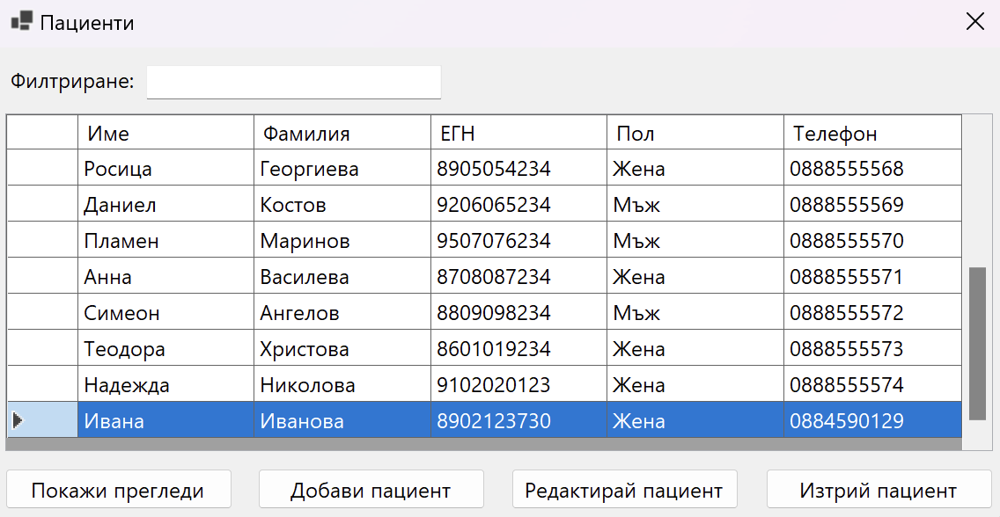 Пациенти
Филтриране:
Име Фамилия ЕГН Пол Телефон
Росица Георгиева 8905054234 Жена 0888555568
Даниел Костов 9206065234 Мъж 0888555569
Пламен Маринов 9507076234 Мъж 0888555570
Анна Василева 8708087234 Жена 0888555571
Симеон Ангелов 8809098234 Мъж 0888555572
Теодора Христова 8601019234 Жена 0888555573
Надежда Николова 9102020123 Жена 0888555574
Ивана Иванова 8902123730 Жена 0884590129
Покажи прегледи Добави пациент Редактирай пациент Изтрий пациент